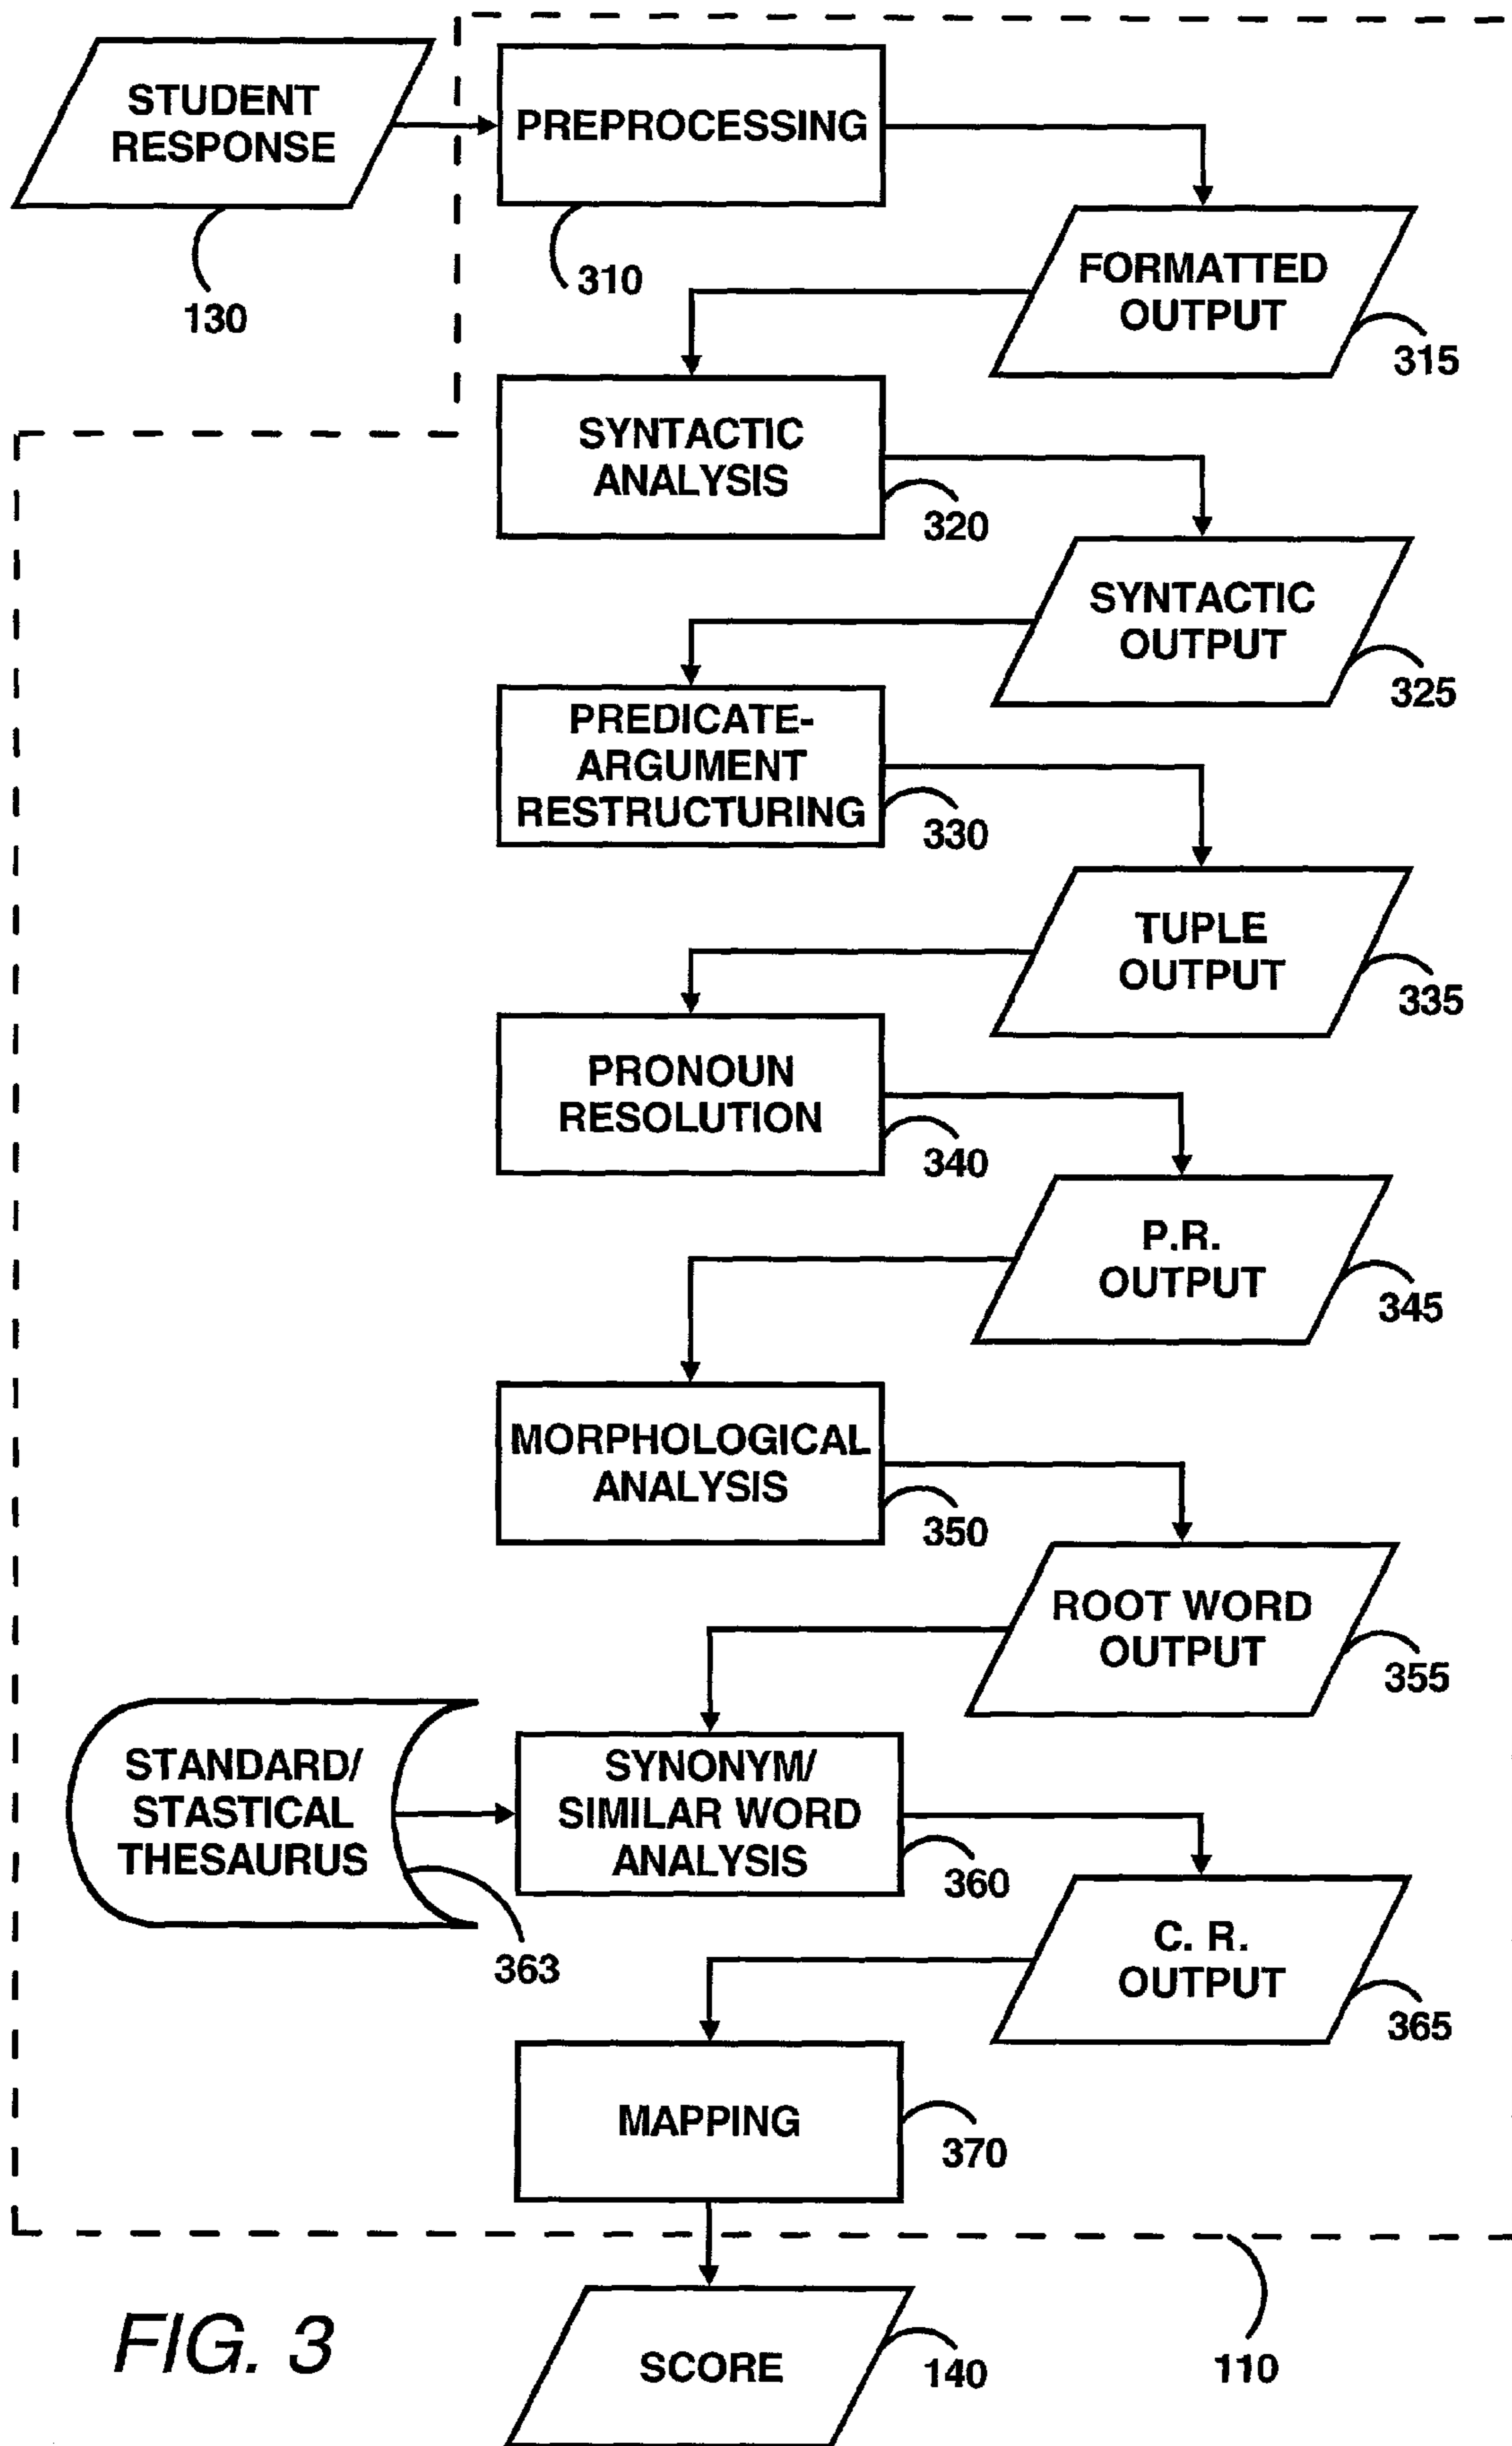 STUDENT
RESPONSE
130
PREPROCESSING
310
FORMATTED
OUTPUT
315
SYNTACTIC
ANALYSIS
320
SYNTACTIC
OUTPUT
325
PREDICATE-
ARGUMENT
RESTRUCTURING
330
TUPLE
OUTPUT
335
PRONOUN
RESOLUTION
340
P.R.
OUTPUT
345
MORPHOLOGICAL
ANALYSIS
350
ROOT WORD
OUTPUT
355
STANDARD/
STASTICAL
THESAURUS
363
SYNONYM/
SIMILAR WORD
ANALYSIS
360
C. R.
OUTPUT
365
MAPPING
370
SCORE
140
110
FIG. 3